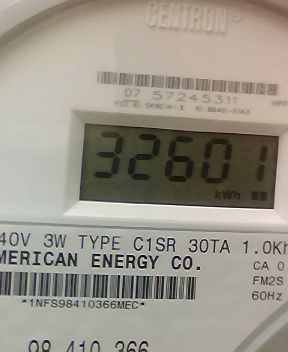 CENTRON
07 57245311
32601
kWh
40V 3W TYPE C1SR 30TA 1.0Kh
MERICAN ENERGY CO.
CA 0
FM2S
60Hz
*1NFS98410366MEC*
98 410 366